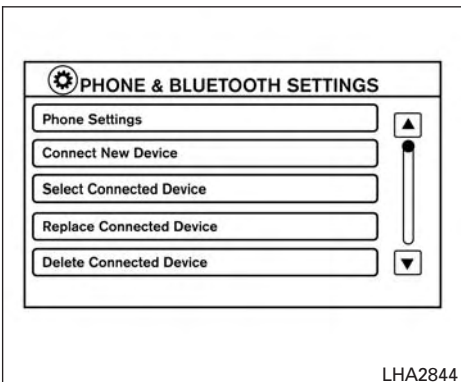 PHONE & BLUETOOTH SETTINGS
Phone Settings
Connect New Device
Select Connected Device
Replace Connected Device
Delete Connected Device
LHA2844